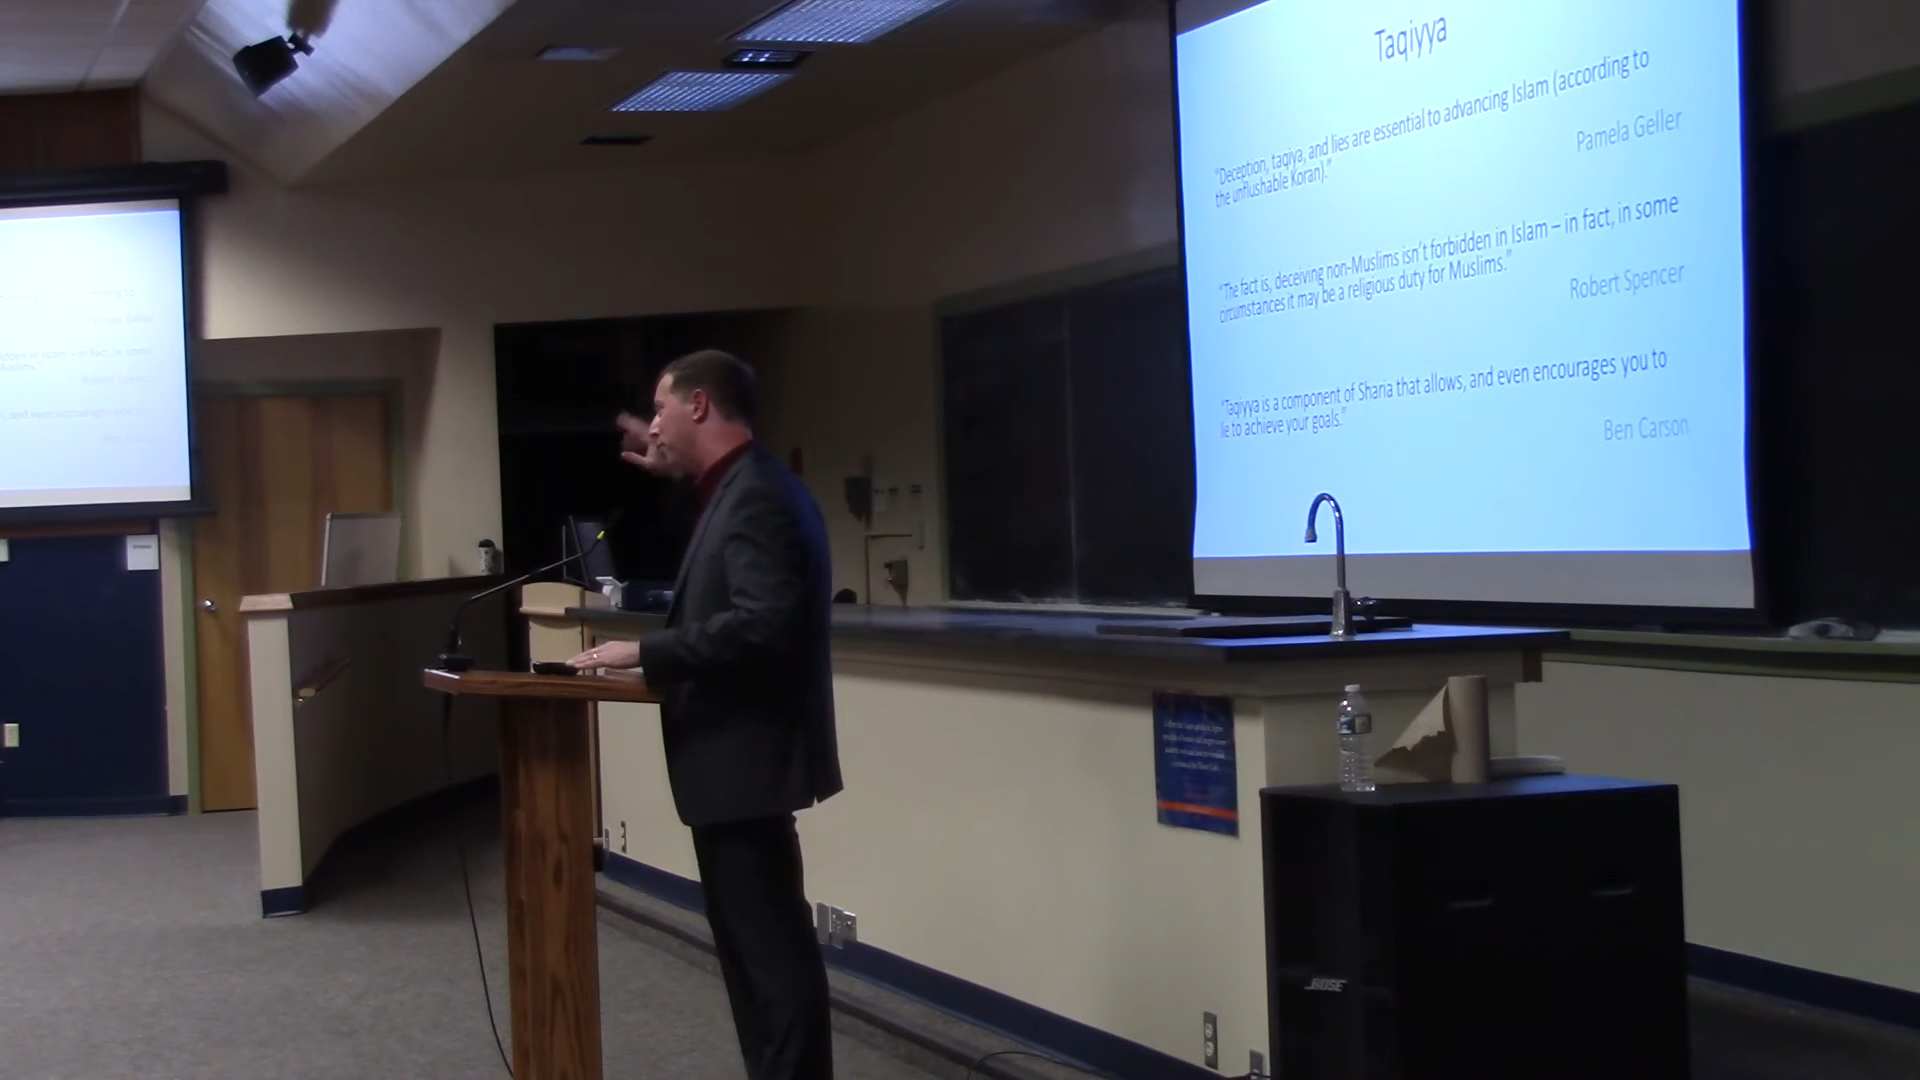 Taqiyya
"Deception, taqiya, and lies are essential to advancing Islam (according to
the unflushable Koran)."
Pamela Geller
"The fact is, deceiving non-Muslims isn't forbidden in Islam – in fact, in some
circumstances it may be a religious duty for Muslims."
Robert Spencer
"Taqiyya is a component of Sharia that allows, and even encourages you to
lie to achieve your goals."
Ben Carson
BOSE